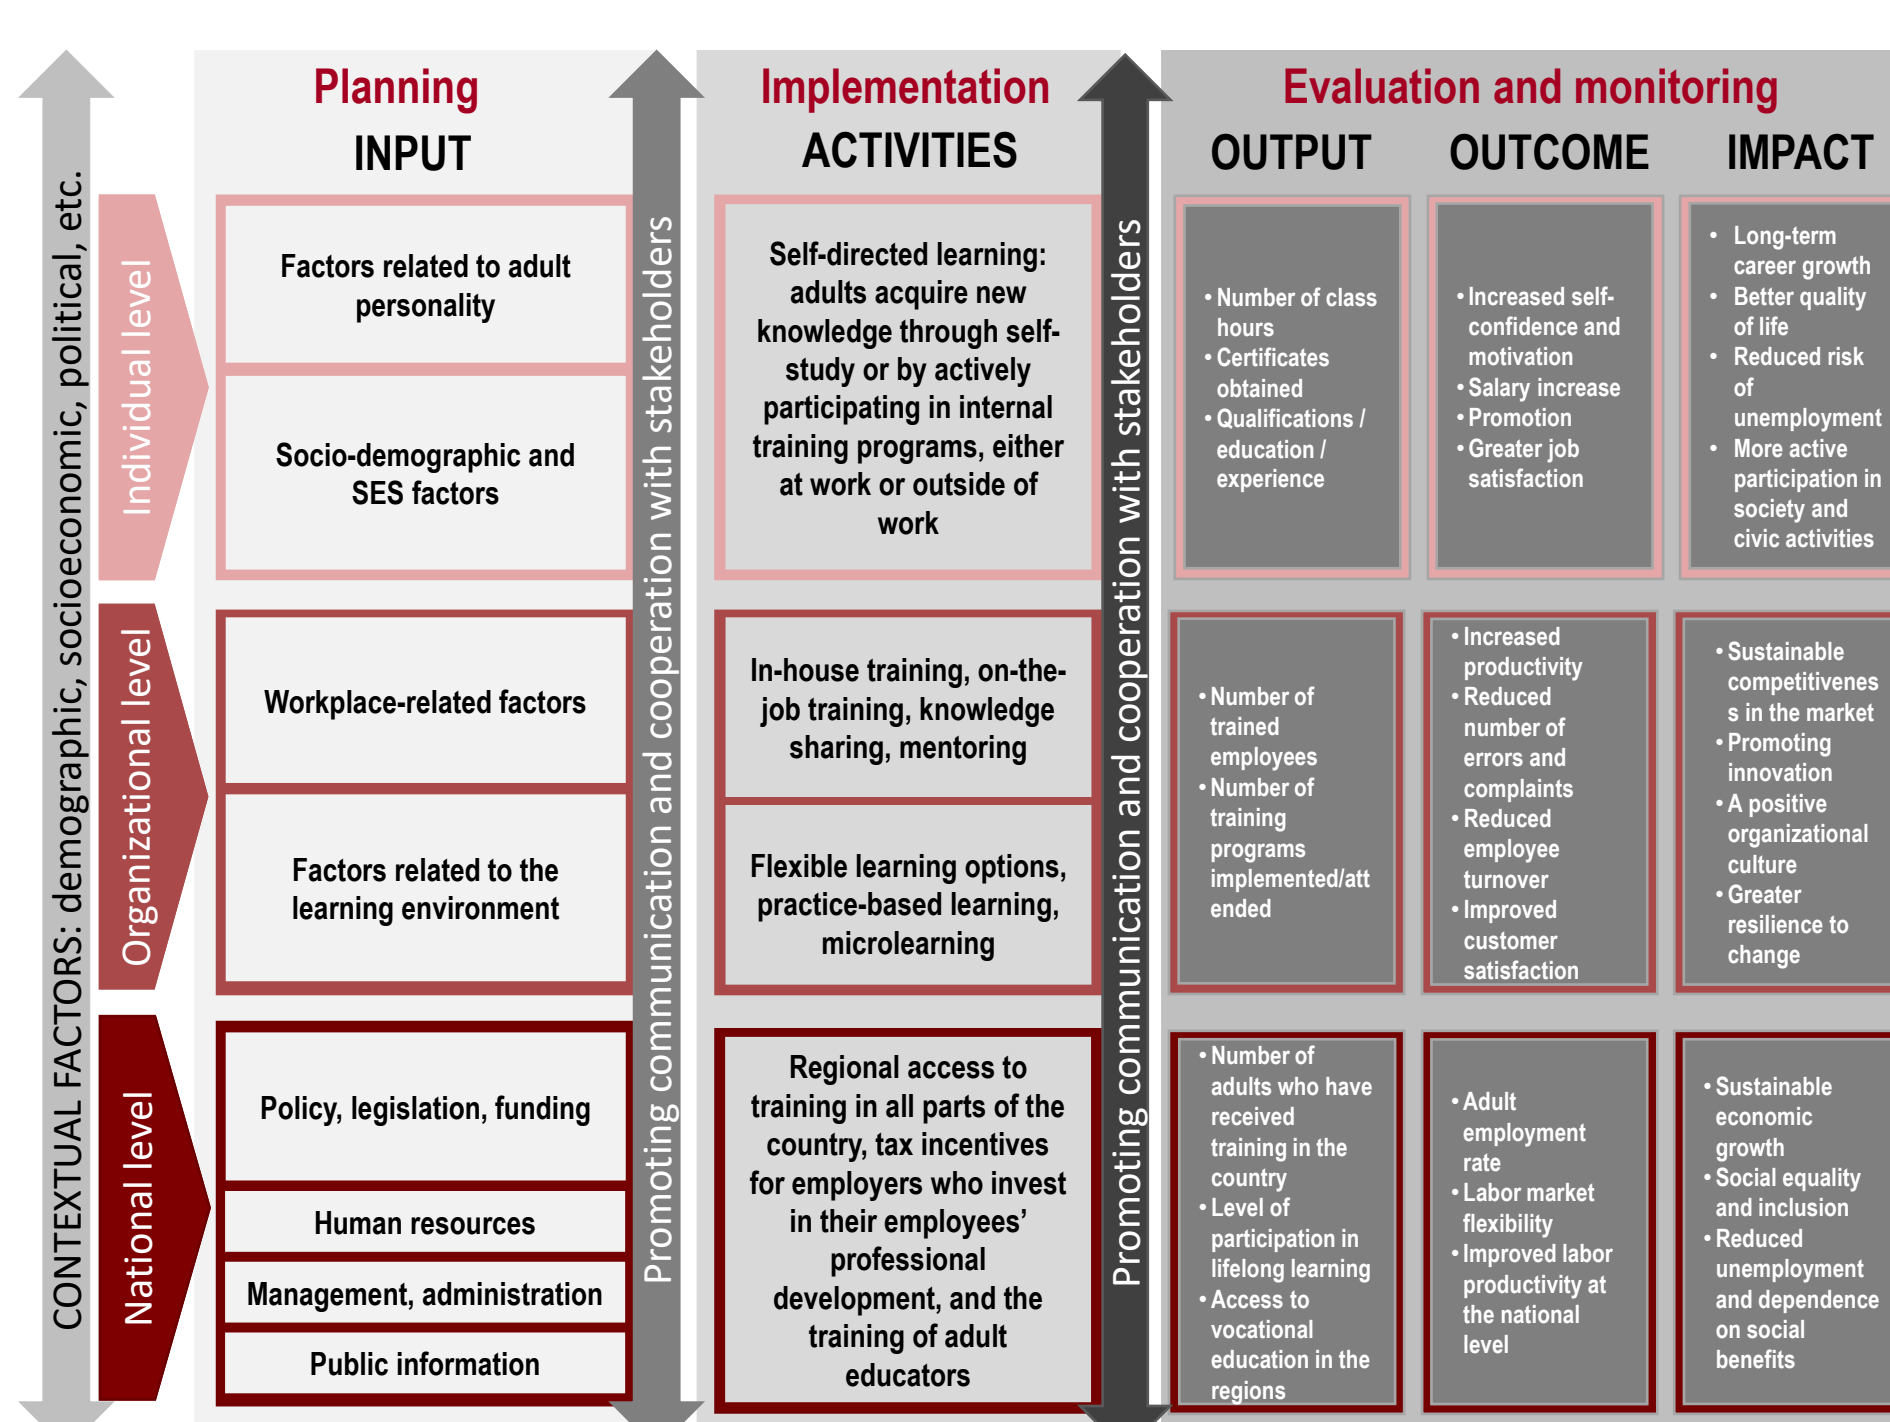 CONTEXTUAL FACTORS: demographic, socioeconomic, political, etc.
Planning
INPUT
Implementation
ACTIVITIES
Evaluation and monitoring
OUTPUT
OUTCOME
IMPACT
Individual level
Factors related to adult
personality
Socio-demographic and
SES factors
Promoting communication and cooperation with stakeholders
Self-directed learning:
adults acquire new
knowledge through self-
study or by actively
participating in internal
training programs, either
at work or outside of
work
Promoting communication and cooperation with stakeholders
• Number of class
hours
• Certificates
obtained
• Qualifications /
education /
experience
• Increased self-
confidence and
motivation
• Salary increase
• Promotion
• Greater job
satisfaction
• Long-term
career growth
• Better quality
of life
• Reduced risk
of
unemployment
• More active
participation in
society and
civic activities
Organizational level
Workplace-related factors
Factors related to the
learning environment
In-house training, on-the-
job training, knowledge
sharing, mentoring
Flexible learning options,
practice-based learning,
microlearning
• Number of
trained
employees
• Number of
training
programs
implemented/att
ended
• Increased
productivity
• Reduced
number of
errors and
complaints
• Reduced
employee
turnover
• Improved
customer
satisfaction
• Sustainable
competitivenes
s in the market
• Promoting
innovation
• A positive
organizational
culture
• Greater
resilience to
change
National level
Policy, legislation, funding
Human resources
Management, administration
Public information
Regional access to
training in all parts of the
country, tax incentives
for employers who invest
in their employees’
professional
development, and the
training of adult
educators
• Number of
adults who have
received
training in the
country
• Level of
participation in
lifelong learning
• Access to
vocational
education in the
regions
• Adult
employment
rate
• Labor market
flexibility
• Improved labor
productivity at
the national
level
• Sustainable
economic
growth
• Social equality
and inclusion
• Reduced
unemployment
and dependence
on social
benefits